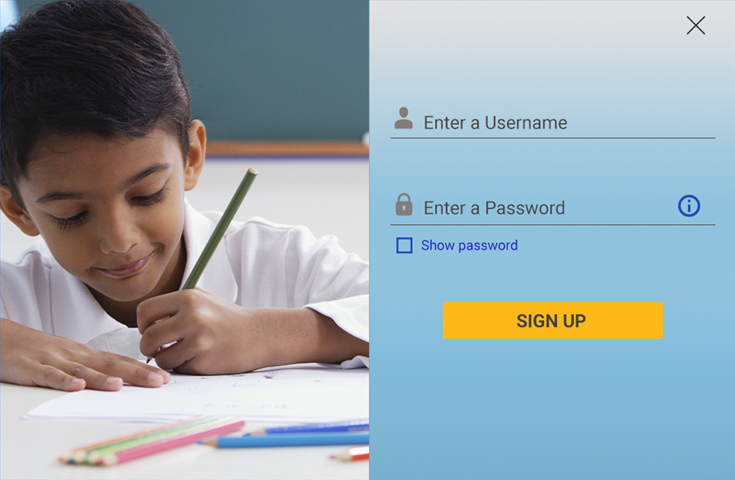 Enter a Username
Enter a Password
Show password
SIGN UP